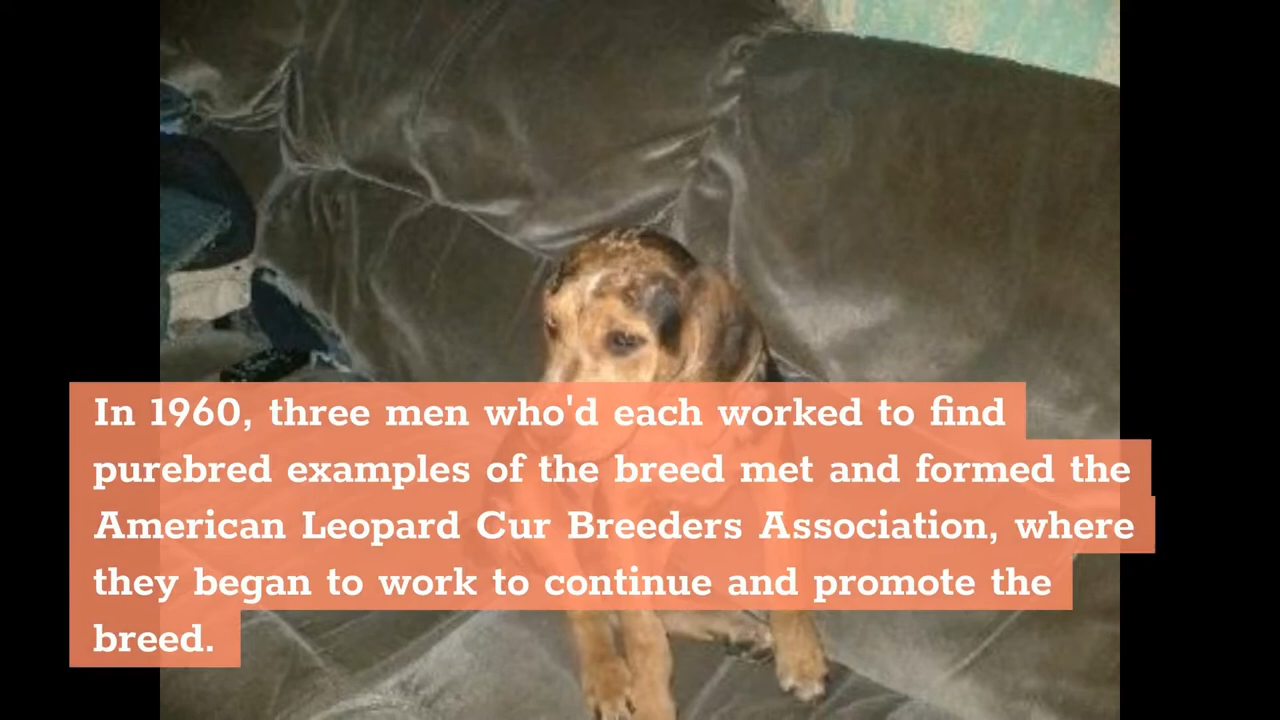 In 1960, three men who'd each worked to find
purebred examples of the breed met and formed the
American Leopard Cur Breeders Association, where
they began to work to continue and promote the
breed.